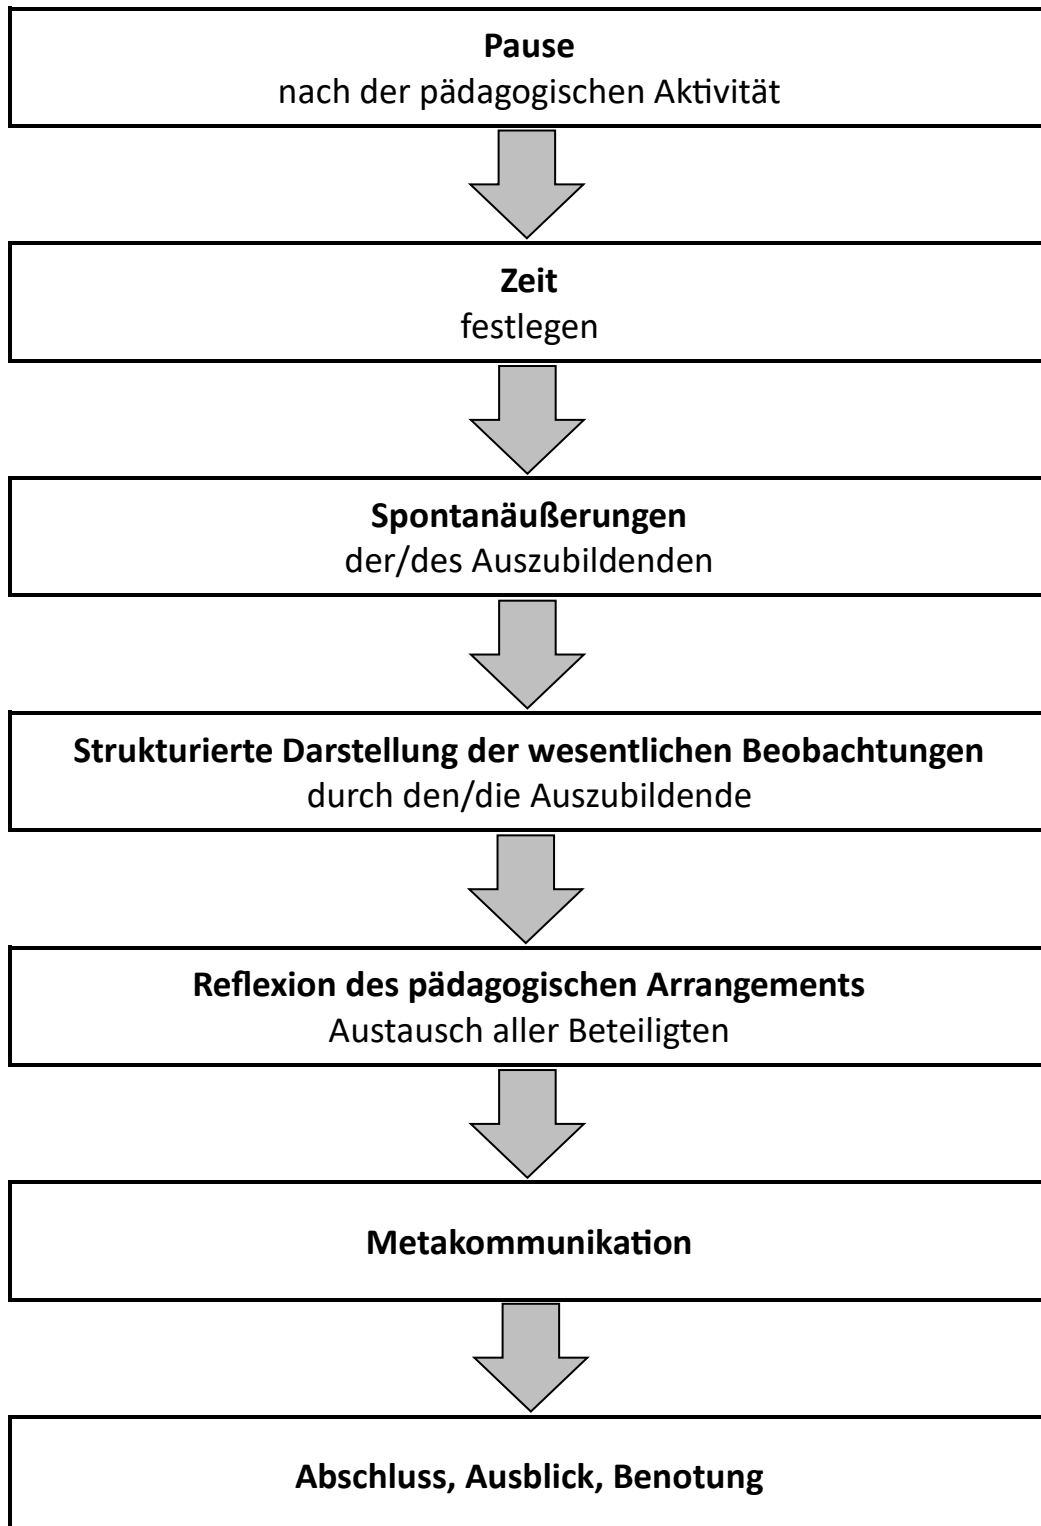 Pause
nach der pädagogischen Aktivität
Zeit
festlegen
Spontanäußerungen
der/des Auszubildenden
Strukturierte Darstellung der wesentlichen Beobachtungen
durch den/die Auszubildende
Reflexion des pädagogischen Arrangements
Austausch aller Beteiligten
Metakommunikation
Abschluss, Ausblick, Benotung